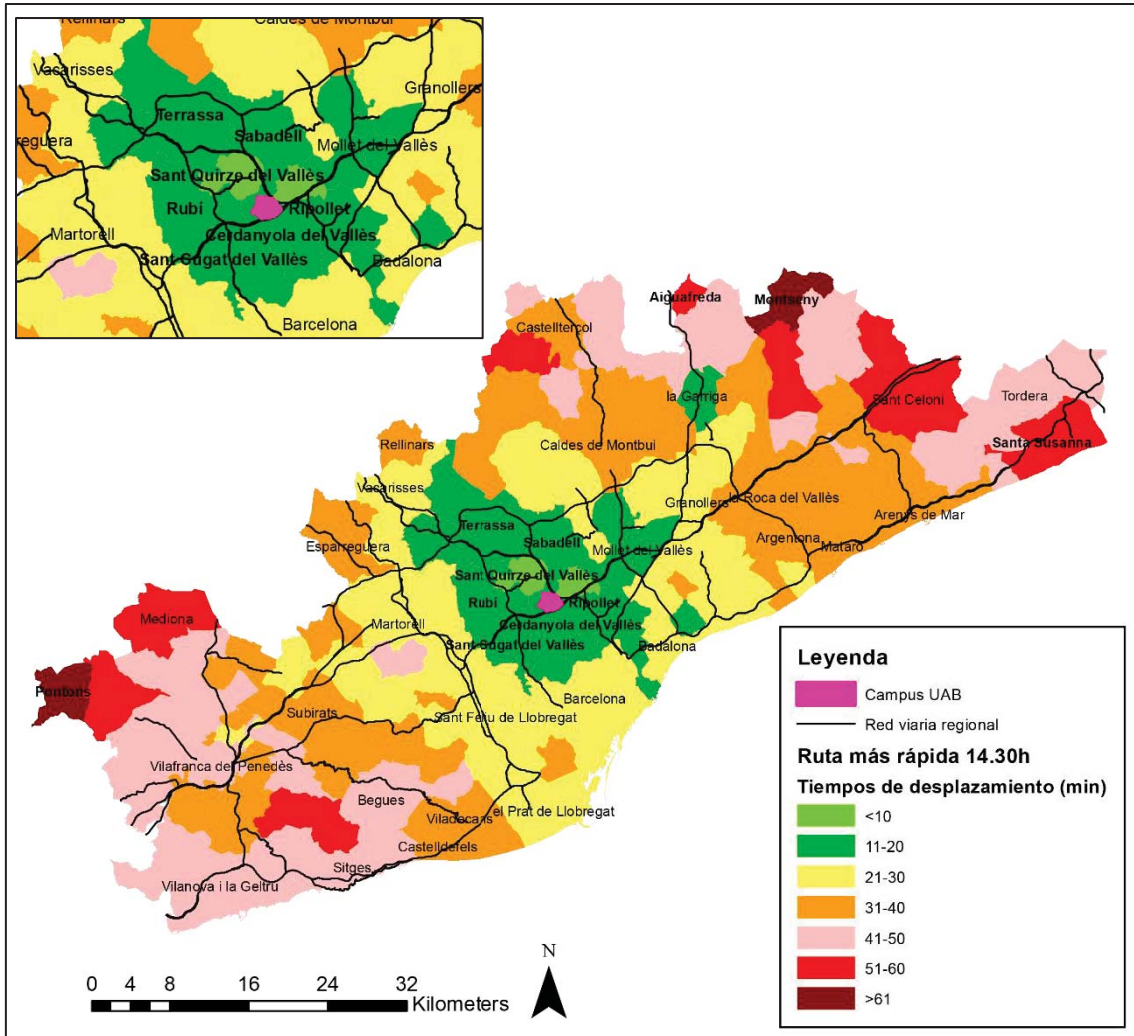 Rellinars
Caldes de Montbui
Vacarisses
Granollers
Terrassa
Sabadell
Mollet del Vallès
reguera
Sant Quirze del Vallès
Rubí
Ripollet
Martorell
Cerdanyola del Vallès
Sant Cugat del Vallès
Badalona
Barcelona
Aiguafreda
Montseny
Castellterçol
la Garriga
Sant Celoni
Tordera
Santa Susanna
Rellinars
Caldes de Montbui
Vacarisses
Granollers
la Roca del Vallès
Arenys de Mar
Terrassa
Esparreguera
Sabadell
Mollet del Vallès
Argentona
Mataró
Sant Quirze del Vallès
Rubí
Ripollet
Mediona
Martorell
Cerdanyola del Vallès
Sant Cugat del Vallès
Badalona
Pontons
Barcelona
Subirats
Sant Feliu de Llobregat
Vilafranca del Penedès
Begues
Viladecans
el Prat de Llobregat
Castelldefels
Sitges
Vilanova i la Geltrú
Leyenda
Campus UAB
Red viaria regional
Ruta más rápida 14.30h
Tiempos de desplazamiento (min)
<10
11-20
21-30
31-40
41-50
51-60
>61
N
0 4 8 16 24 32
Kilometers